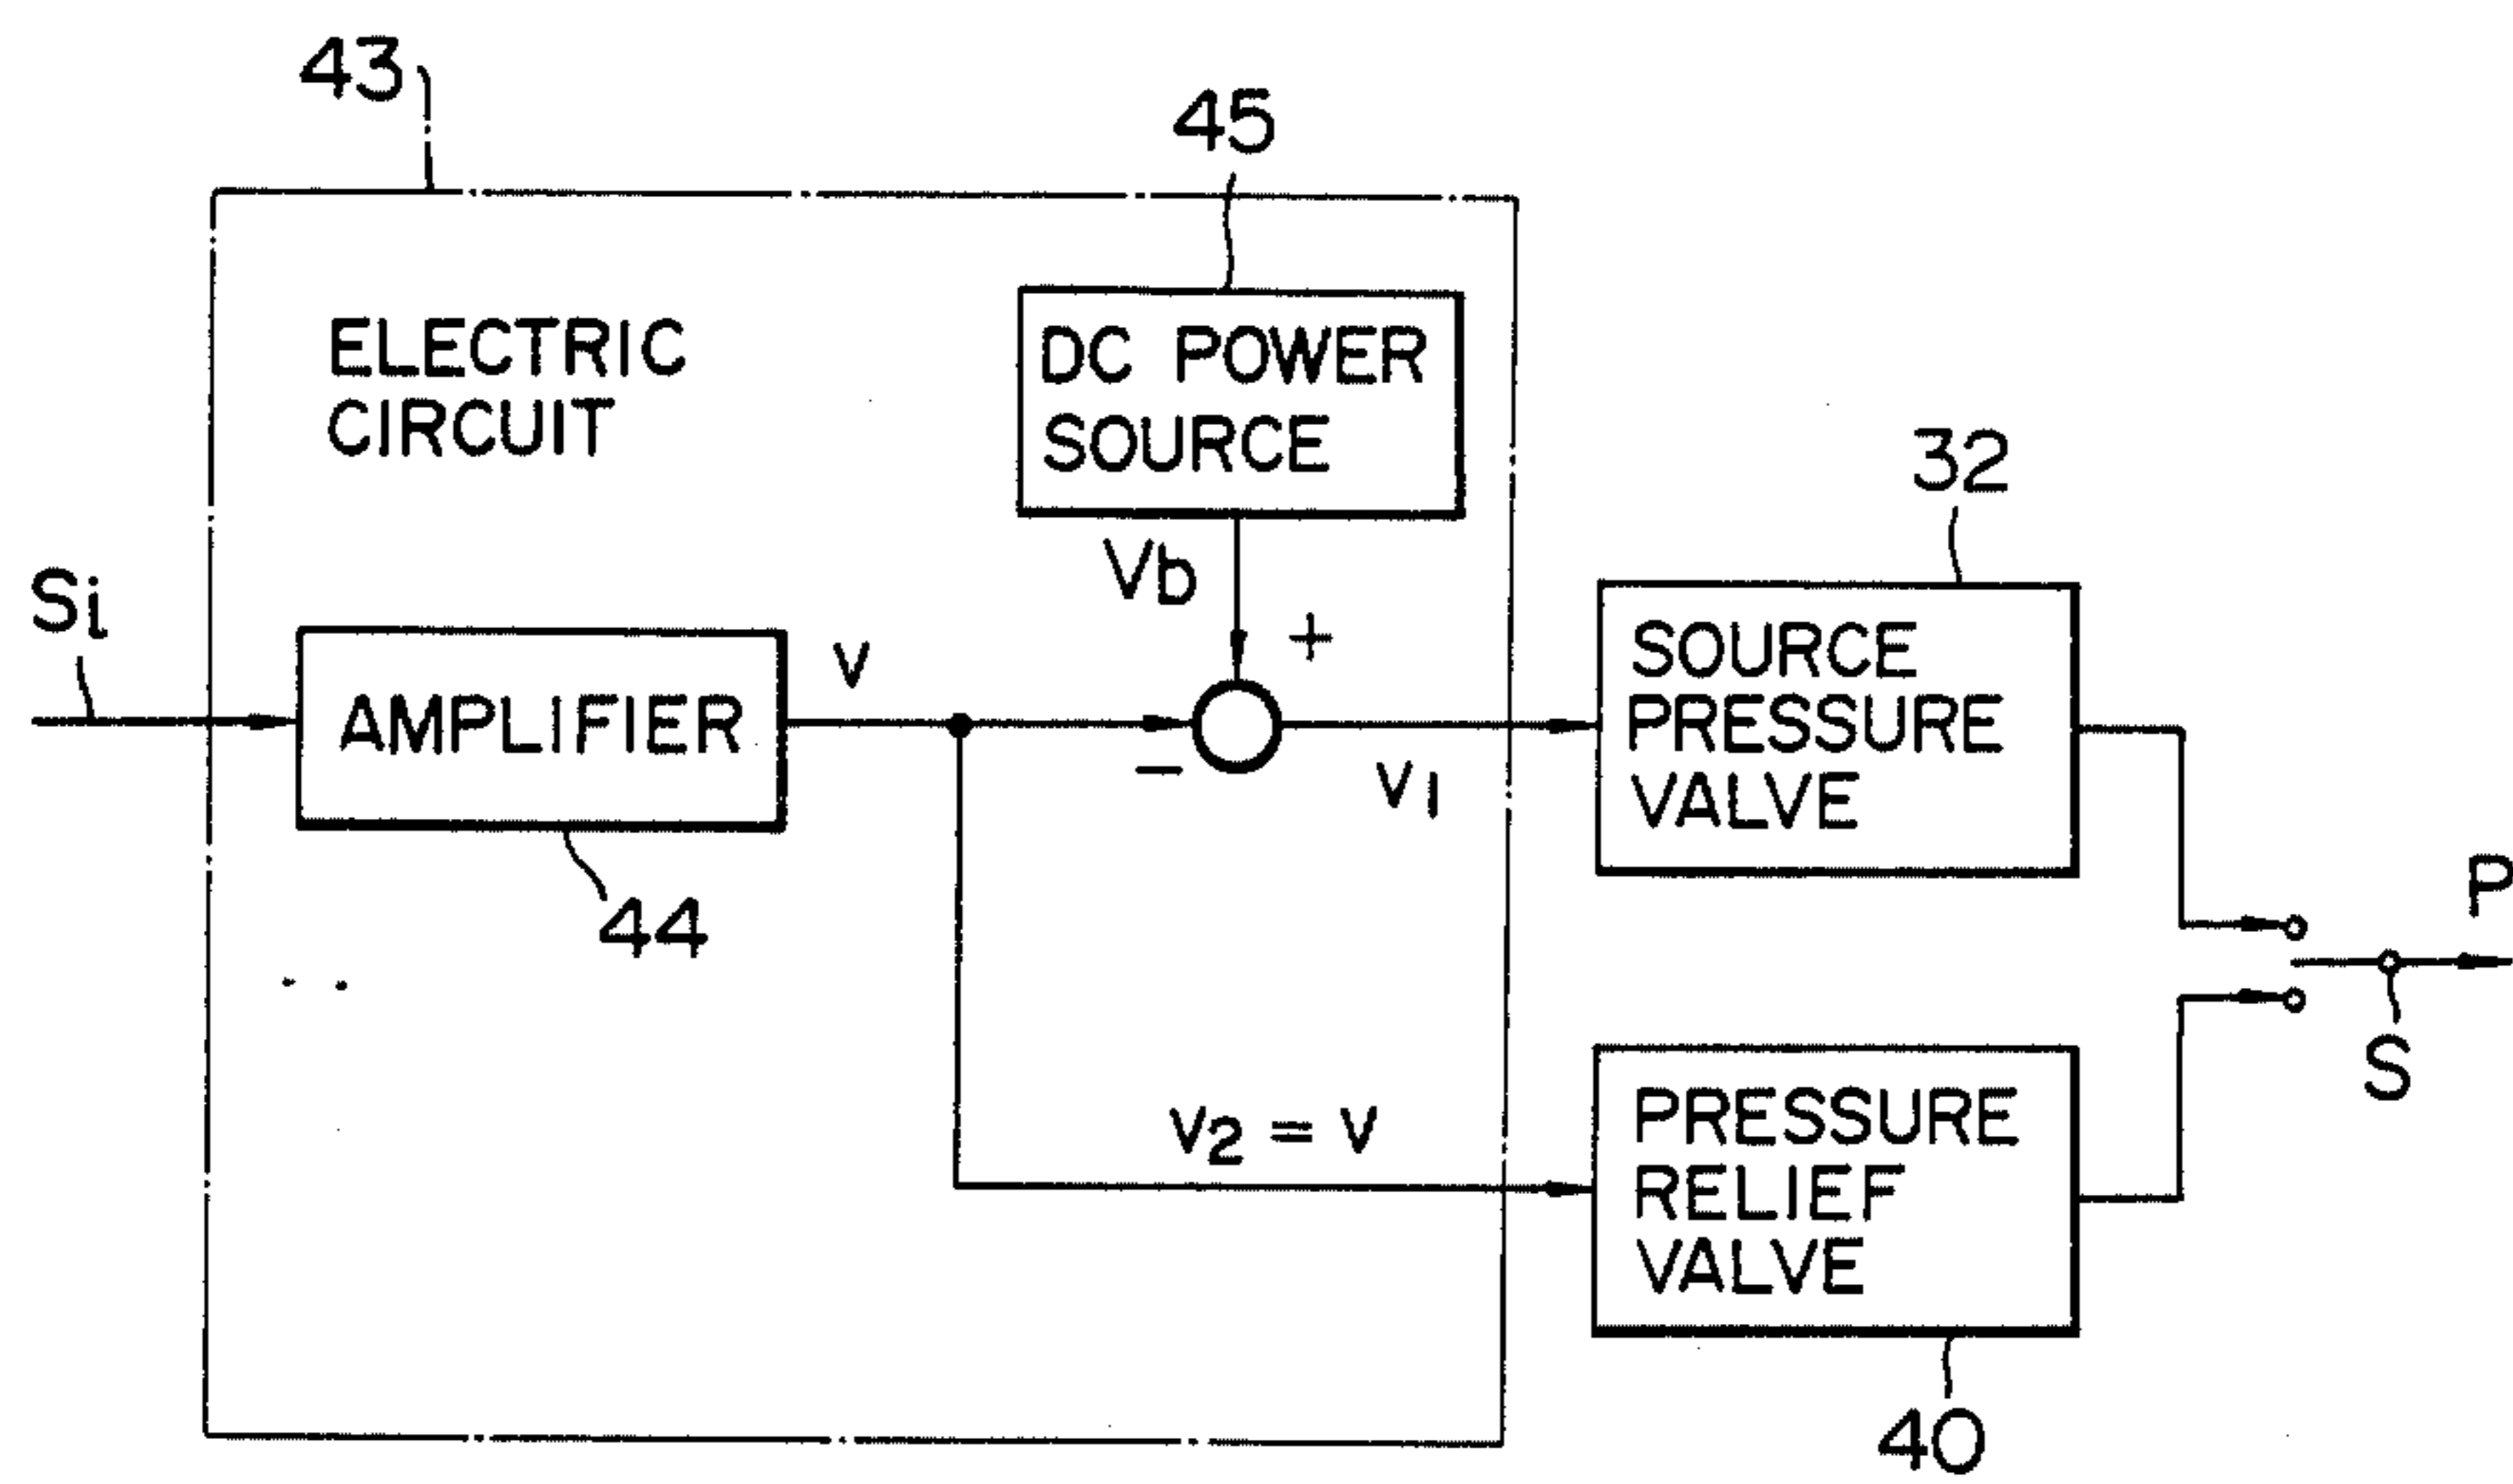 43
45
ELECTRIC
CIRCUIT
DC POWER
SOURCE
32
Si
Vb
+
v
AMPLIFIER
−
v1
SOURCE
PRESSURE
VALVE
44
P
S
v2 = v
PRESSURE
RELIEF
VALVE
40